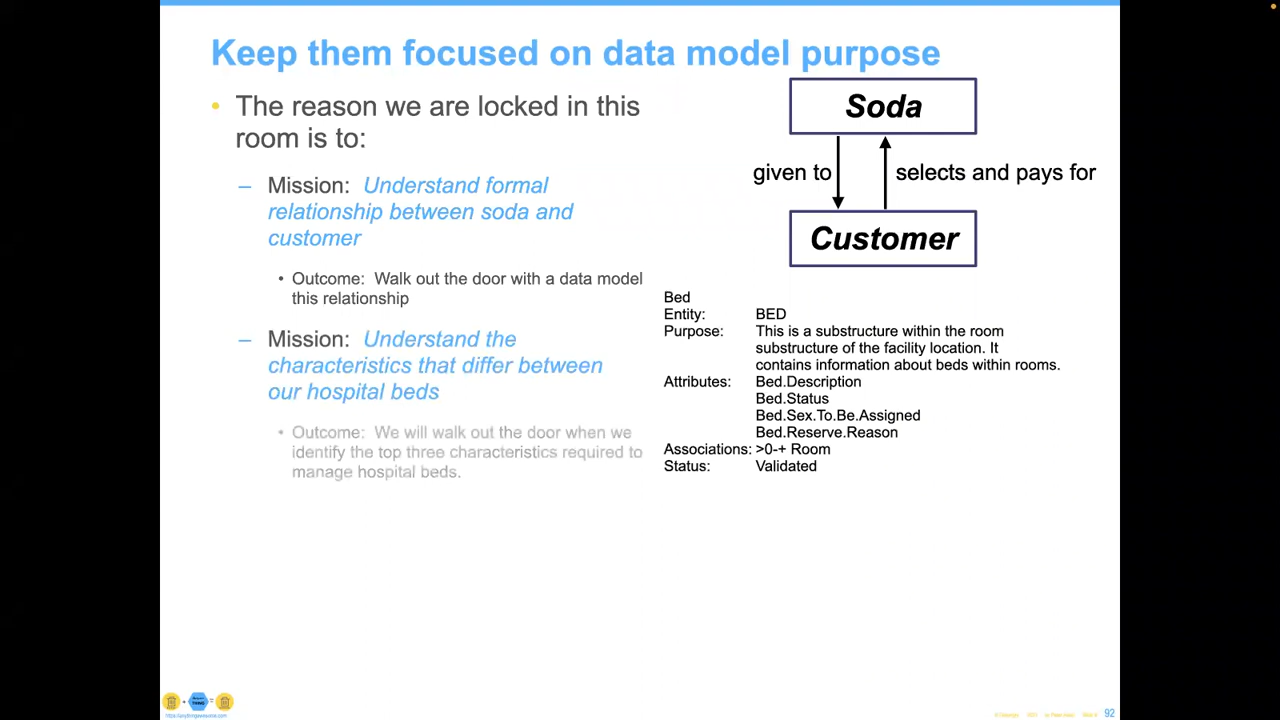 Keep them focused on data model purpose
• The reason we are locked in this
room is to:
– Mission: Understand formal
relationship between soda and
customer
• Outcome: Walk out the door with a data model
this relationship
– Mission: Understand the
characteristics that differ between
our hospital beds
• Outcome: We will walk out the door when we
identify the top three characteristics required to
manage hospital beds.
Soda
given to
selects and pays for
Customer
Bed
Entity: BED
Purpose: This is a substructure within the room
substructure of the facility location. It
contains information about beds within rooms.
Attributes: Bed.Description
Bed.Status
Bed.Sex.To.Be.Assigned
Bed.Reserve.Reason
Associations: >0-+ Room
Status: Validated
92